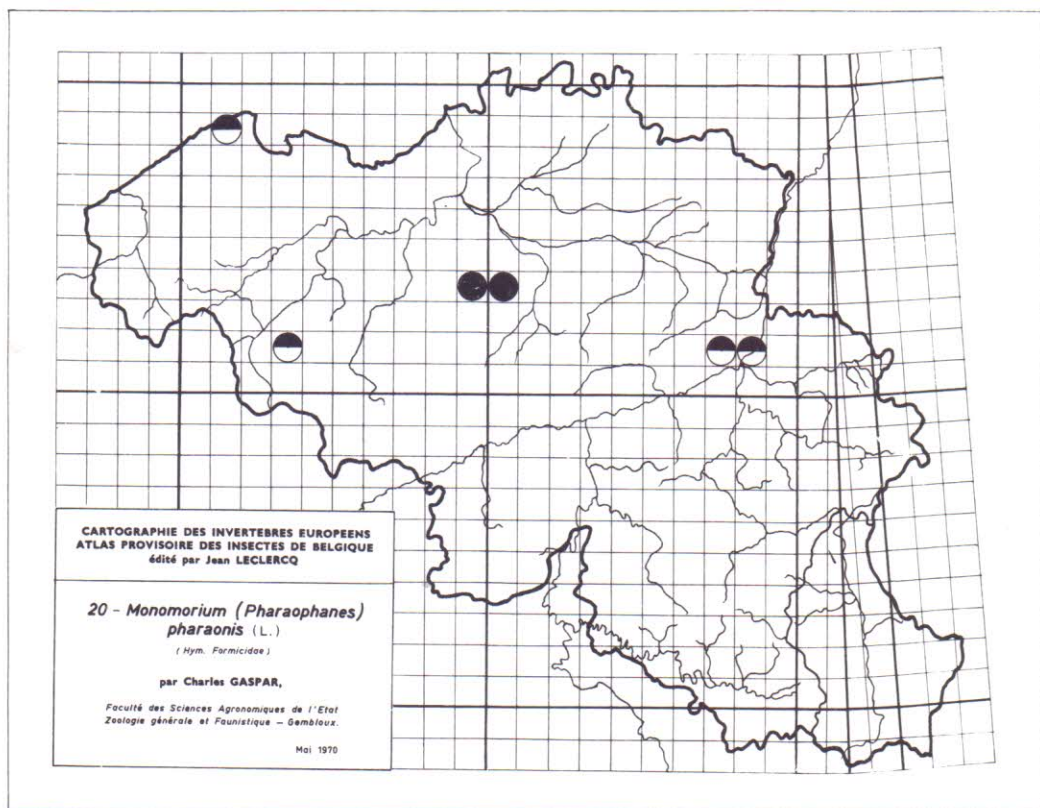 CARTOGRAPHIE DES INVERTEBRES EUROPEENS
ATLAS PROVISOIRE DES INSECTES DE BELGIQUE
édité par Jean LECLERCQ
20 - Monomorium (Pharaophanes)
pharaonis (L.)
(Hym. Formicidae)
par Charles GASPAR,
Faculté des Sciences Agronomiques de l'Etat
Zoologie générale et Faunistique – Gembloux.
Mai 1970